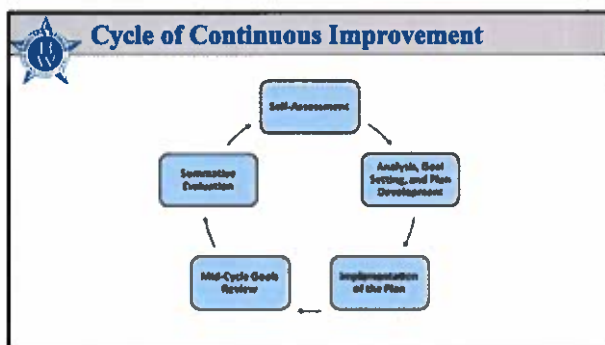 Cycle of Continuous Improvement
B
W
Self-Assessment
Analysis, Goal
Setting, and Plan
Development
Implementation
of the Plan
Mid-Cycle Goals
Review
Summative
Evaluation